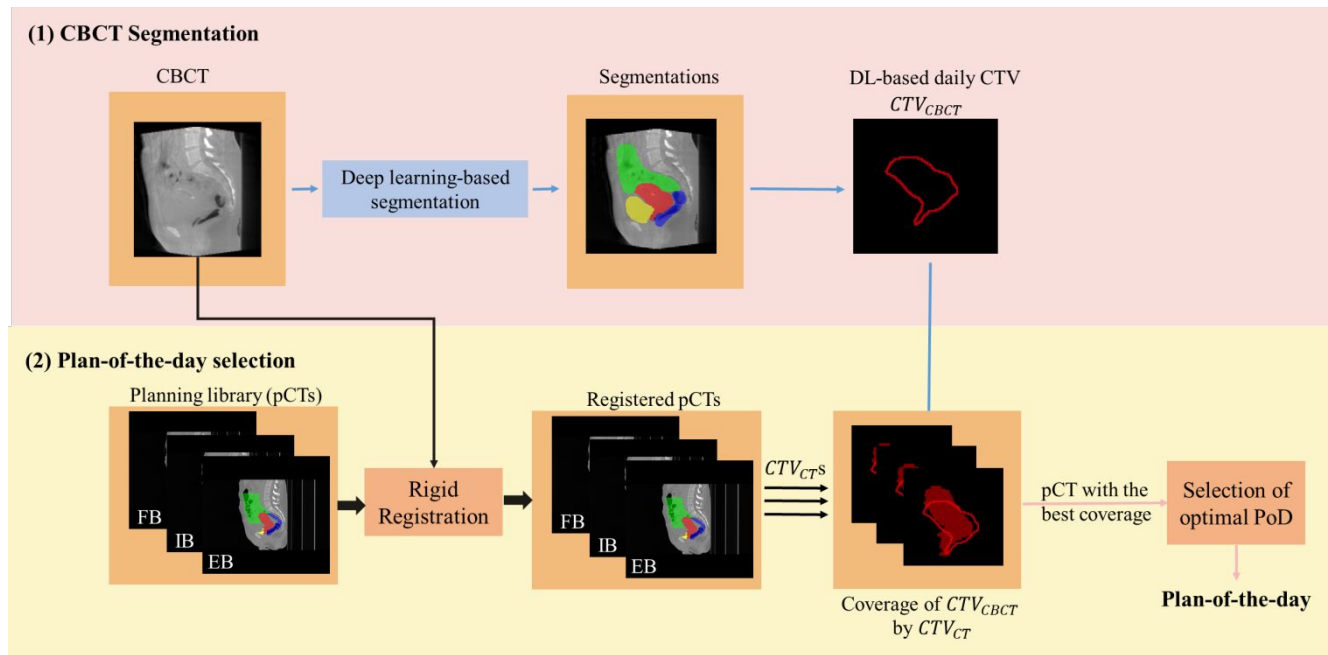 (1) CBCT Segmentation
CBCT
Segmentations
DL-based daily CTV
CTV_CBCT
Deep learning-based
segmentation
(2) Plan-of-the-day selection
Planning library (pCTs)
FB
IB
EB
Rigid
Registration
Registered pCTs
FB
IB
EB
CTV_CTs
Coverage of CTV_CBCT
by CTV_CT
pCT with the
best coverage
Selection of
optimal PoD
Plan-of-the-day